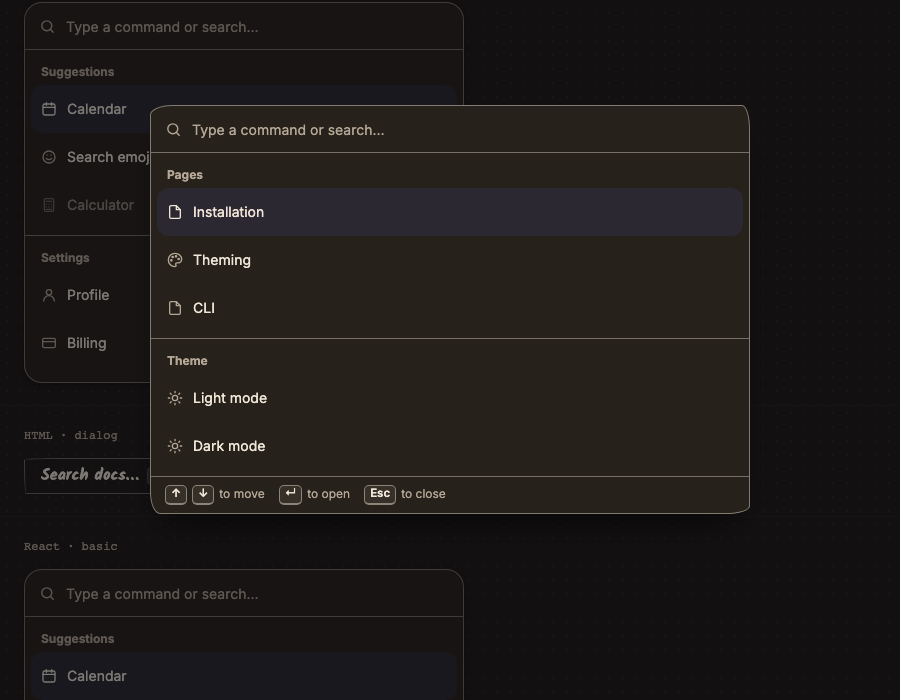 Type a command or search...
Suggestions
Calendar
Search emoj
Calculator
Settings
Profile
Billing
Type a command or search...
Pages
Installation
Theming
CLI
Theme
Light mode
Dark mode
↑ ↓ to move ↵ to open Esc to close
HTML · dialog
Search docs...
React · basic
Type a command or search...
Suggestions
Calendar